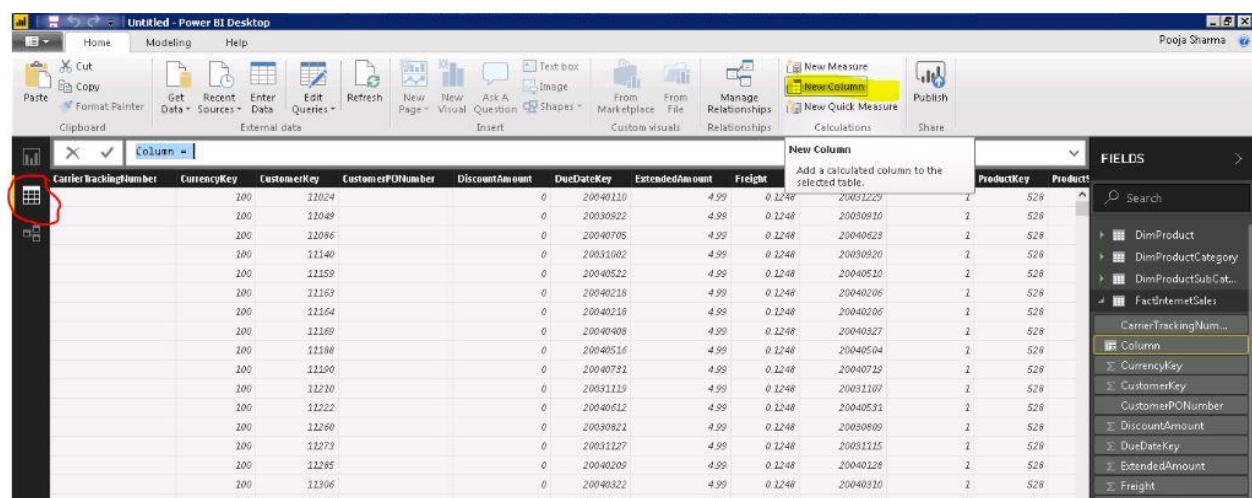 Untitled - Power BI Desktop
Home Modeling Help Pooja Sharma
Paste
Cut
Copy
Format Painter
Clipboard
Get Data
Recent Sources
Enter Data
Edit Queries
Refresh
External data
New Page
New Visual
Ask A Question
Text box
Image
Shapes
Insert
From Marketplace
From File
Custom visuals
Manage Relationships
Relationships
New Measure
New Column
New Quick Measure
Calculations
Publish
Share
Column =
New Column
Add a calculated column to the
selected table.
CarrierTrackingNumber CurrencyKey CustomerKey CustomerPONumber DiscountAmount DueDateKey ExtendedAmount Freight ProductKey
100 11024 0 20040110 4.99 0.1248 20031229 1 528
100 11049 0 20030922 4.99 0.1248 20030910 1 528
100 11086 0 20040705 4.99 0.1248 20040623 1 528
100 11140 0 20031002 4.99 0.1248 20030920 1 528
100 11159 0 20040522 4.99 0.1248 20040510 1 528
100 11163 0 20040218 4.99 0.1248 20040206 1 528
100 11164 0 20040218 4.99 0.1248 20040206 1 528
100 11169 0 20040408 4.99 0.1248 20040327 1 528
100 11188 0 20040516 4.99 0.1248 20040504 1 528
100 11190 0 20040731 4.99 0.1248 20040719 1 528
100 11210 0 20031119 4.99 0.1248 20031107 1 528
100 11222 0 20040612 4.99 0.1248 20040531 1 528
100 11260 0 20030821 4.99 0.1248 20030809 1 528
100 11273 0 20031127 4.99 0.1248 20031115 1 528
100 11285 0 20040209 4.99 0.1248 20040128 1 528
100 11306 0 20040322 4.99 0.1248 20040310 1 528
FIELDS
Search
DimProduct
DimProductCategory
DimProductSubCat...
FactInternetSales
CarrierTrackingNum...
Column
CurrencyKey
CustomerKey
CustomerPONumber
DiscountAmount
DueDateKey
ExtendedAmount
Freight